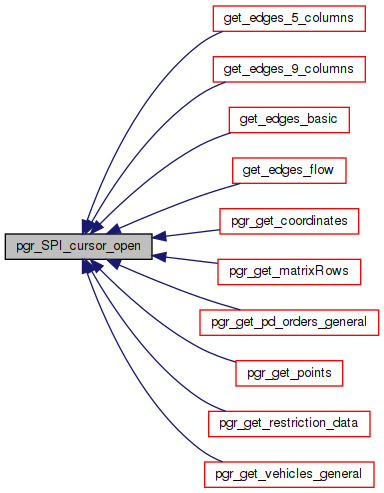 get_edges_5_columns
get_edges_9_columns
get_edges_basic
get_edges_flow
pgr_get_coordinates
pgr_SPI_cursor_open
pgr_get_matrixRows
pgr_get_pd_orders_general
pgr_get_points
pgr_get_restriction_data
pgr_get_vehicles_general